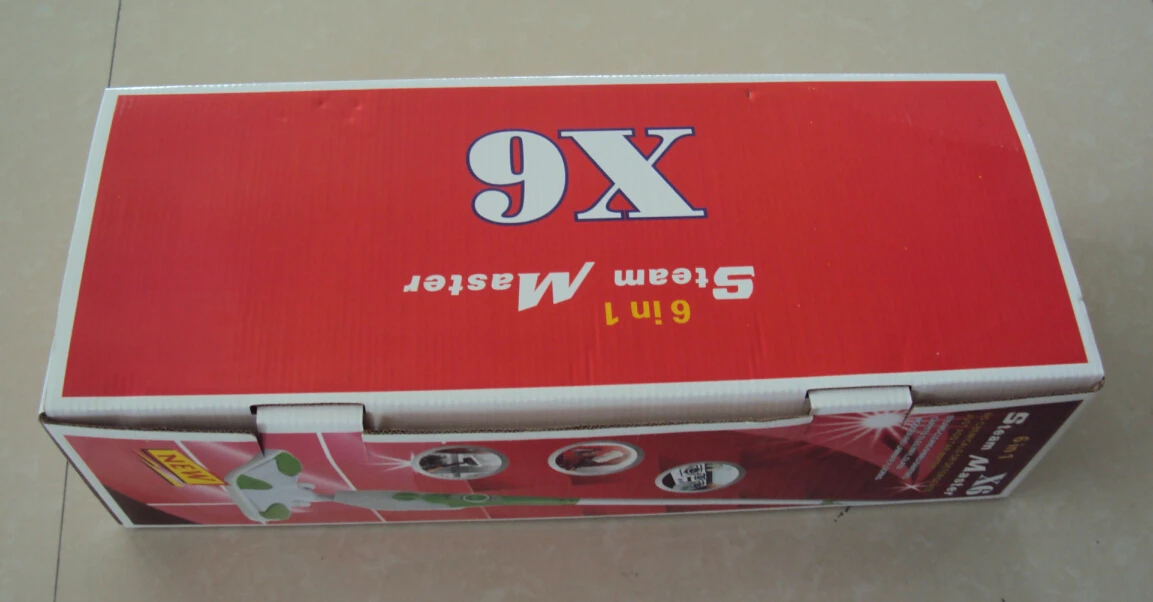 6 in 1
Steam Master
X6
NEW
Steam Master
6 in 1 X6